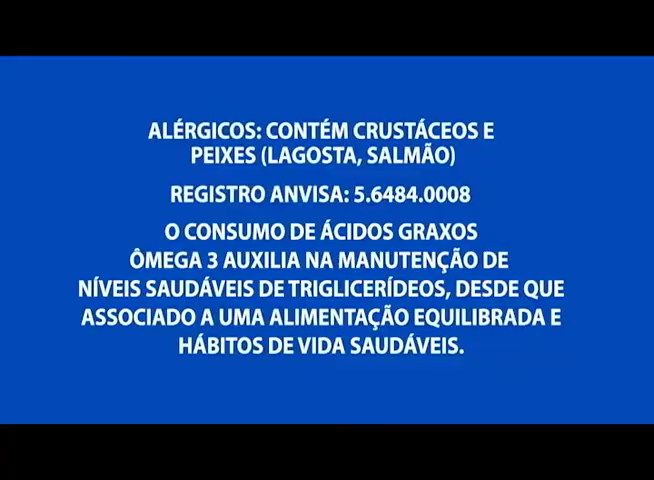 ALÉRGICOS: CONTÉM CRUSTÁCEOS E
PEIXES (LAGOSTA, SALMÃO)
REGISTRO ANVISA: 5.6484.0008
O CONSUMO DE ÁCIDOS GRAXOS
ÔMEGA 3 AUXILIA NA MANUTENÇÃO DE
NÍVEIS SAUDÁVEIS DE TRIGLICERÍDEOS, DESDE QUE
ASSOCIADO A UMA ALIMENTAÇÃO EQUILIBRADA E
HÁBITOS DE VIDA SAUDÁVEIS.